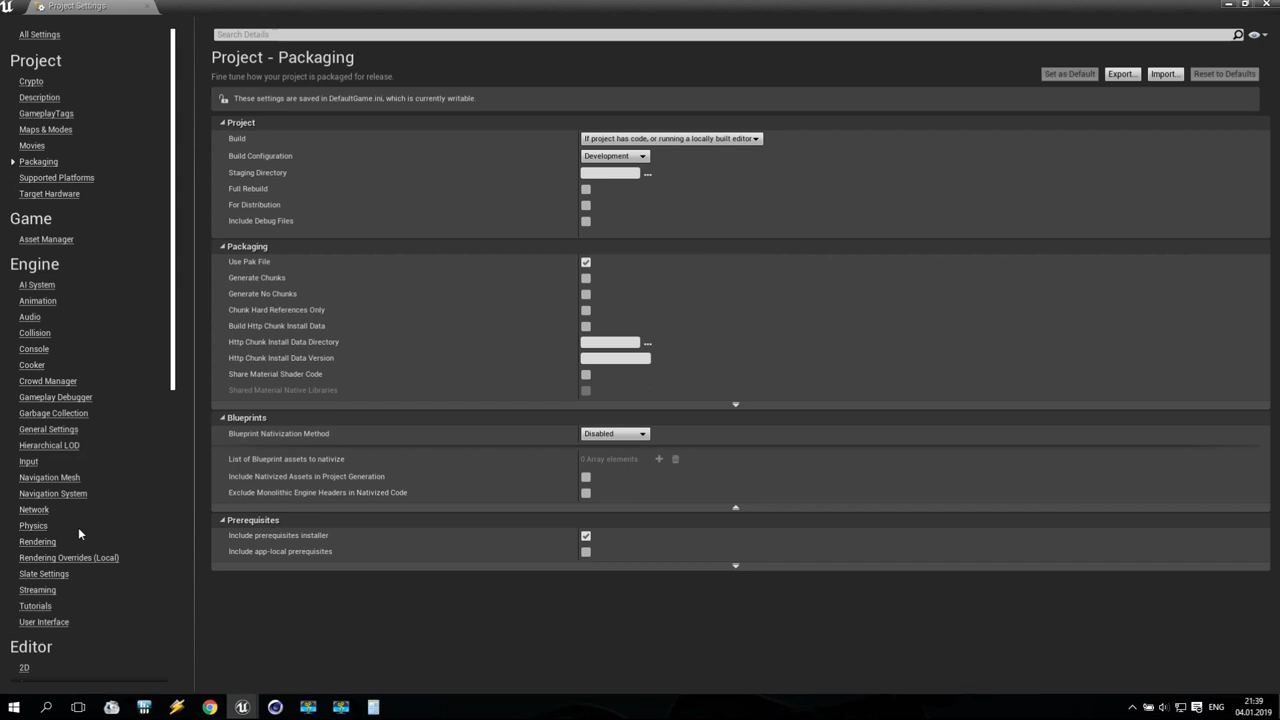 Project Settings
All Settings
Project
Crypto
Description
GameplayTags
Maps & Modes
Movies
Packaging
Supported Platforms
Target Hardware
Game
Asset Manager
Engine
AI System
Animation
Audio
Collision
Console
Cooker
Crowd Manager
Gameplay Debugger
Garbage Collection
General Settings
Hierarchical LOD
Input
Navigation Mesh
Navigation System
Network
Physics
Rendering
Rendering Overrides (Local)
Slate Settings
Streaming
Tutorials
User Interface
Editor
2D
Search Details
Project - Packaging
Fine tune how your project is packaged for release.
Set as Default Export... Import... Reset to Defaults
These settings are saved in DefaultGame.ini, which is currently writable.
Project
Build If project has code, or running a locally built editor
Build Configuration Development
Staging Directory ...
Full Rebuild
For Distribution
Include Debug Files
Packaging
Use Pak File
Generate Chunks
Generate No Chunks
Chunk Hard References Only
Build Http Chunk Install Data
Http Chunk Install Data Directory ...
Http Chunk Install Data Version
Share Material Shader Code
Shared Material Native Libraries
Blueprints
Blueprint Nativization Method Disabled
List of Blueprint assets to nativize 0 Array elements
Include Nativized Assets in Project Generation
Exclude Monolithic Engine Headers in Nativized Code
Prerequisites
Include prerequisites installer
Include app-local prerequisites
ENG
21:39
04.01.2019